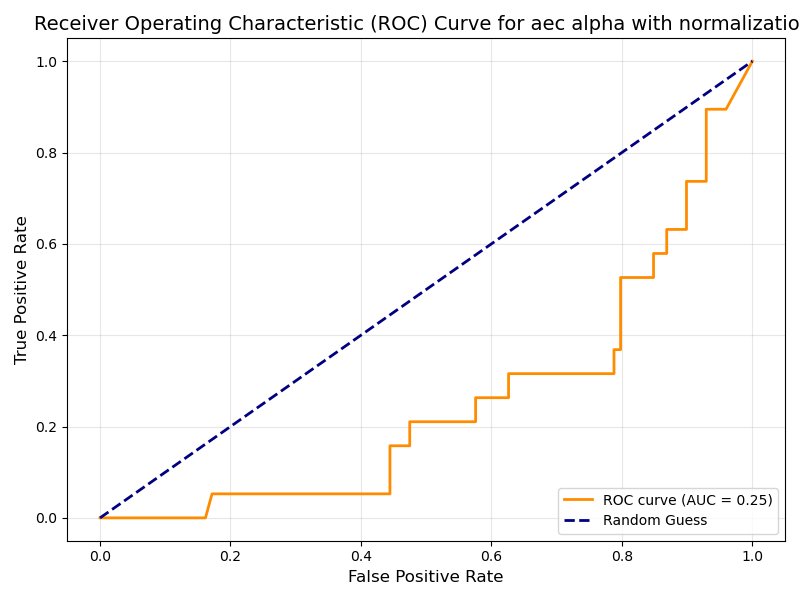 Receiver Operating Characteristic (ROC) Curve for aec alpha with normalizatio
True Positive Rate
1.0
0.8
0.6
0.4
0.2
0.0
ROC curve (AUC = 0.25)
Random Guess
0.0 0.2 0.4 0.6 0.8 1.0
False Positive Rate